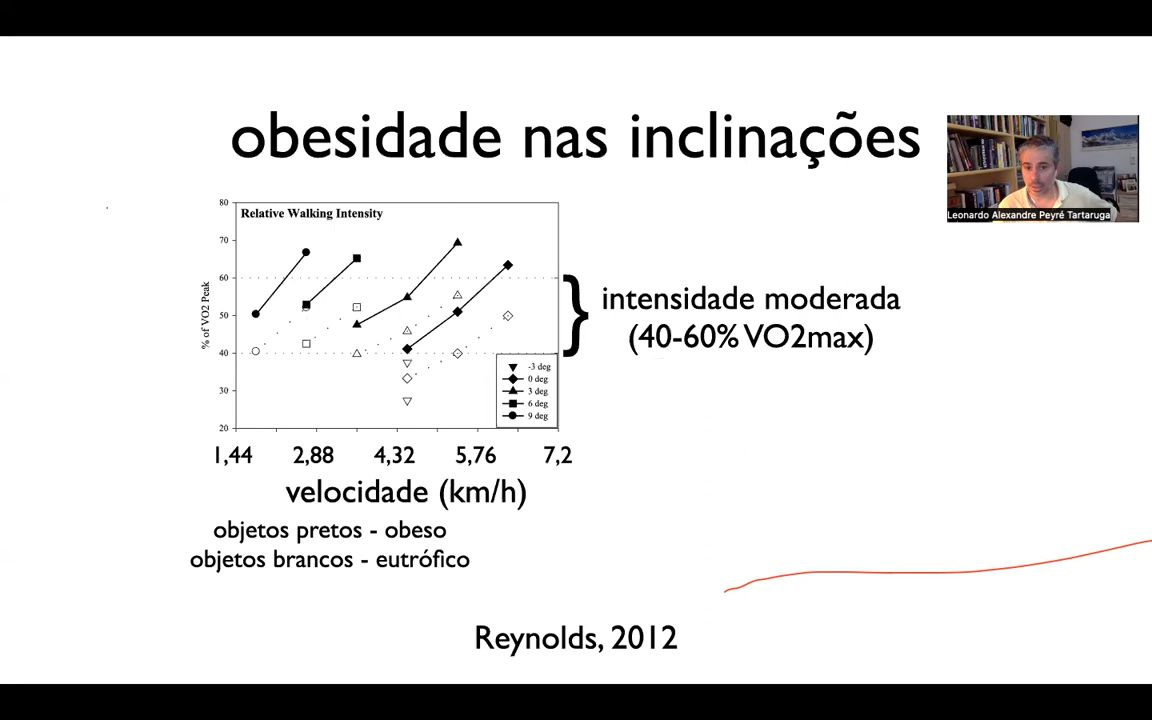 obesidade nas inclinações
Leonardo Alexandre Peyré Tartaruga
Relative Walking Intensity
% of VO2 Peak
80
70
60
50
40
30
20
-3 deg
0 deg
3 deg
6 deg
9 deg
1,44 2,88 4,32 5,76 7,2
velocidade (km/h)
intensidade moderada
(40-60% VO2max)
objetos pretos - obeso
objetos brancos - eutrófico
Reynolds, 2012